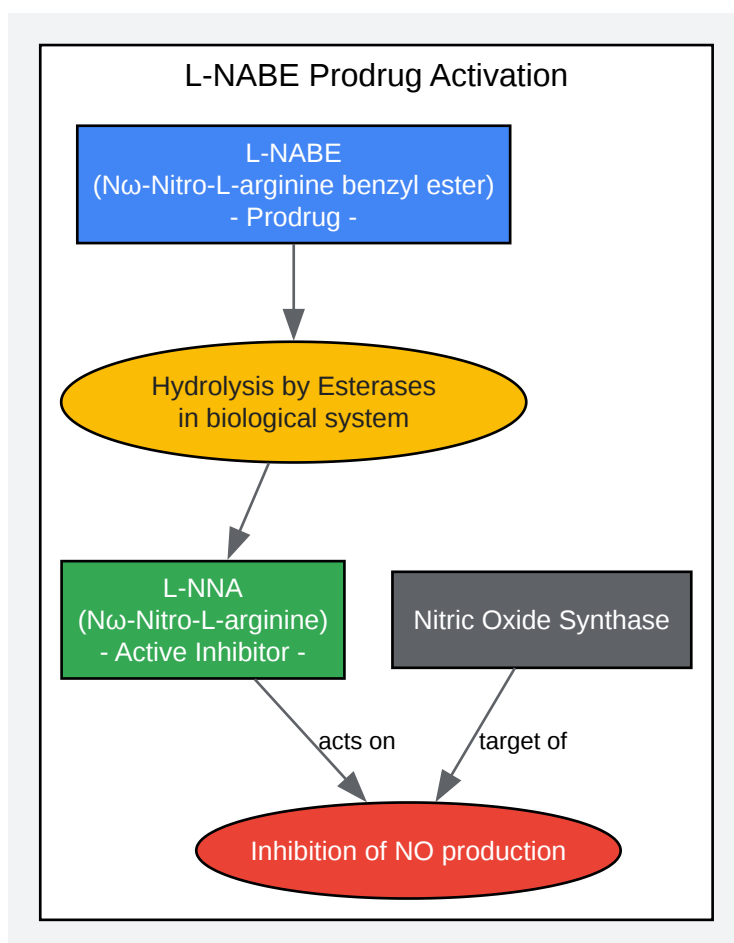 L-NABE Prodrug Activation
L-NABE
(Nω-Nitro-L-arginine benzyl ester)
- Prodrug -
Hydrolysis by Esterases
in biological system
L-NNA
(Nω-Nitro-L-arginine)
- Active Inhibitor -
Nitric Oxide Synthase
acts on
target of
Inhibition of NO production